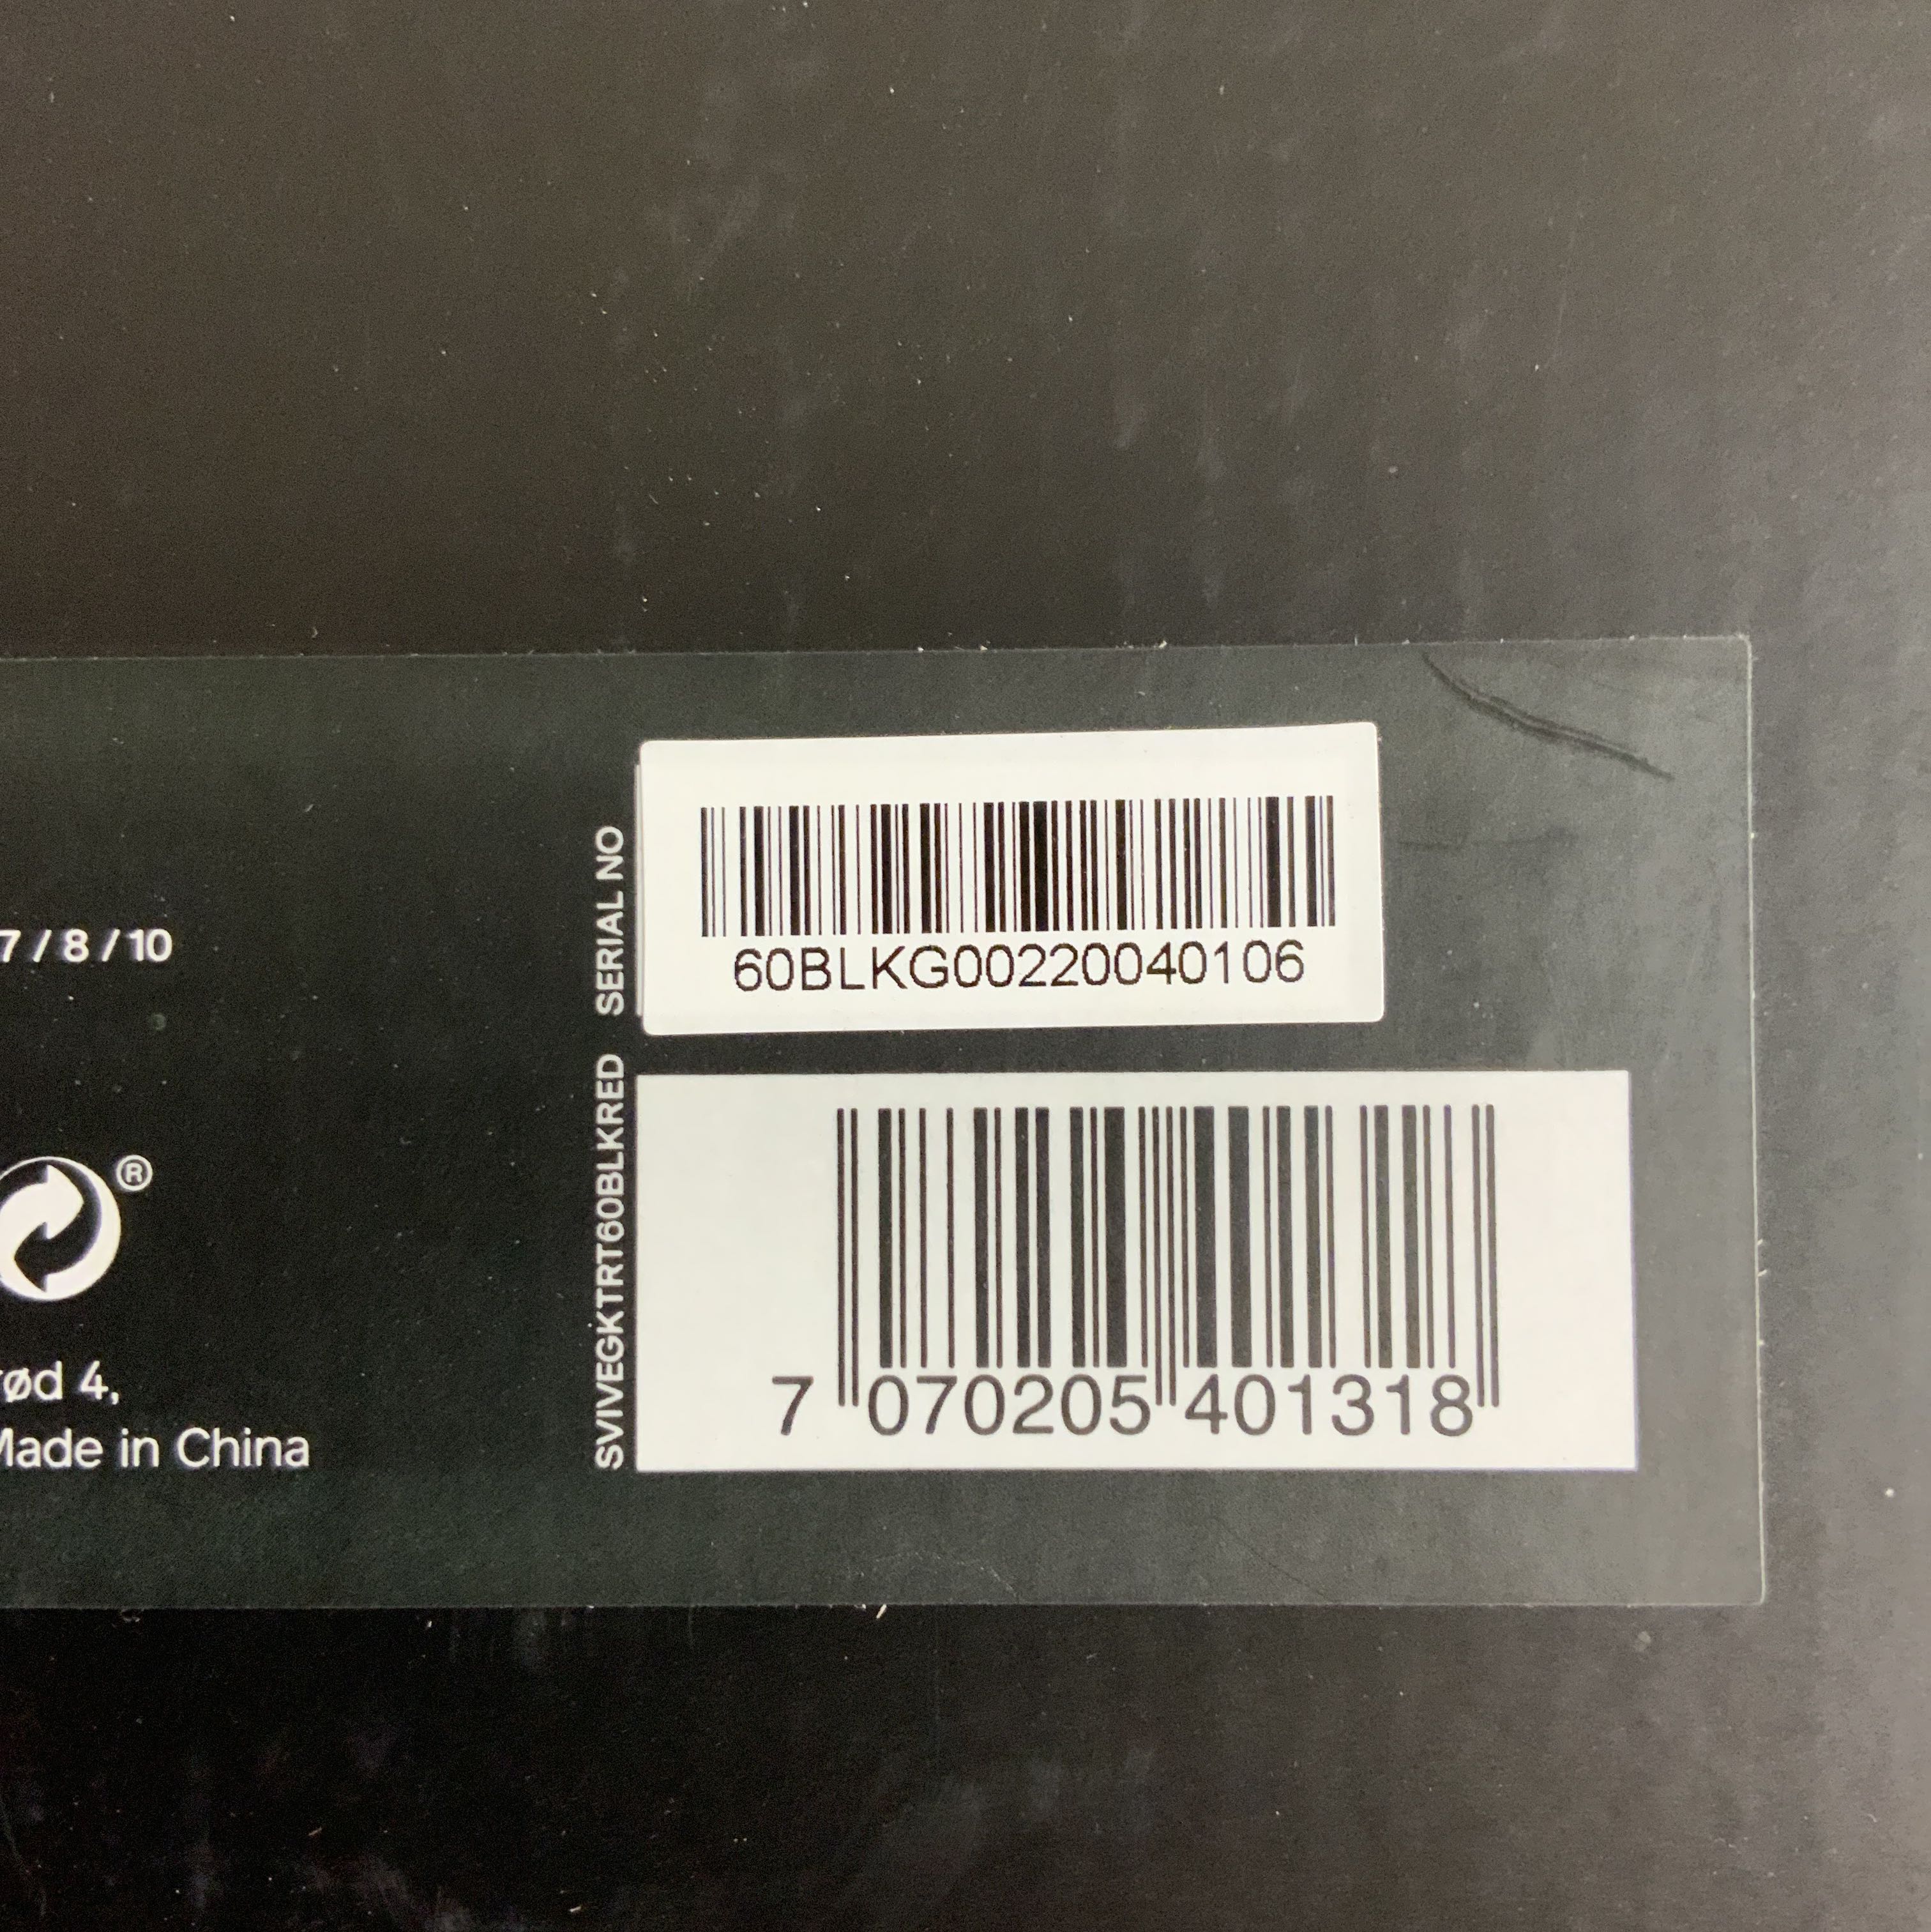 7 / 8 / 10
®
ød 4,
Made in China
SERIAL NO
60BLKG00220040106
SVIVEGKTRT60BLKRED
7 070205 401318